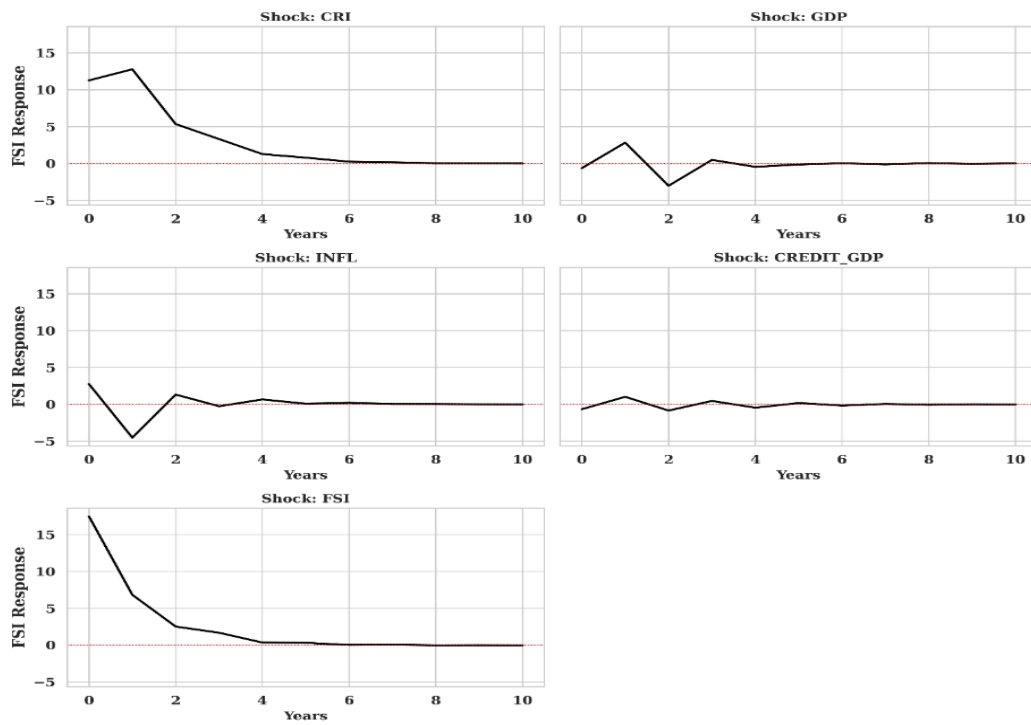 Shock: CRI
FSI Response
15
10
5
0
−5
0 2 4 6 8 10
Years
Shock: GDP
0 2 4 6 8 10
Years
Shock: INFL
FSI Response
15
10
5
0
−5
0 2 4 6 8 10
Years
Shock: CREDIT_GDP
0 2 4 6 8 10
Years
Shock: FSI
FSI Response
15
10
5
0
−5
0 2 4 6 8 10
Years